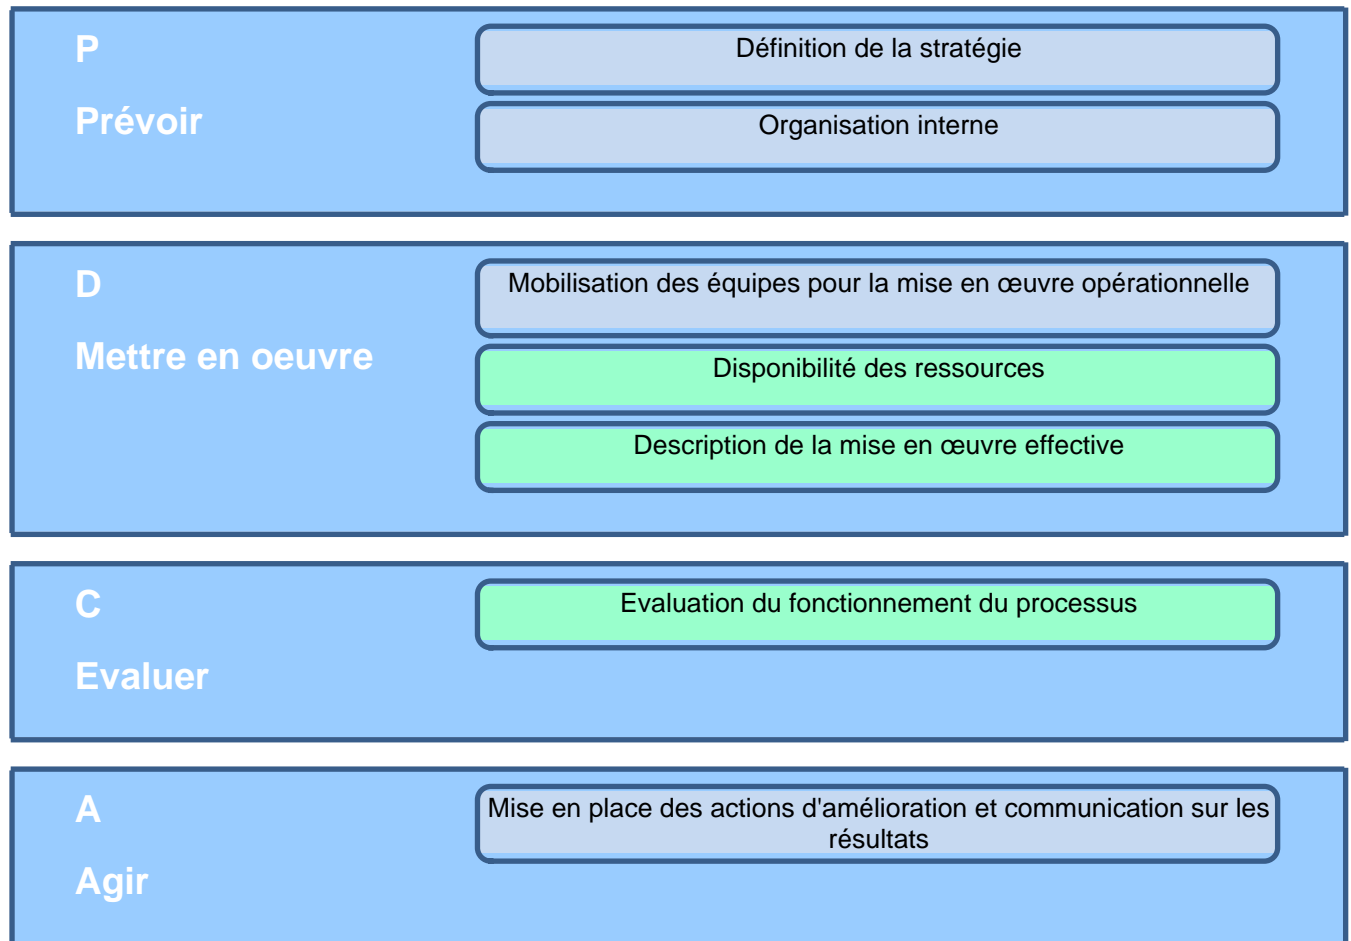 P
Définition de la stratégie
Prévoir
Organisation interne
D
Mobilisation des équipes pour la mise en œuvre opérationnelle
Mettre en oeuvre
Disponibilité des ressources
Description de la mise en œuvre effective
C
Evaluation du fonctionnement du processus
Evaluer
A
Mise en place des actions d'amélioration et communication sur les
résultats
Agir